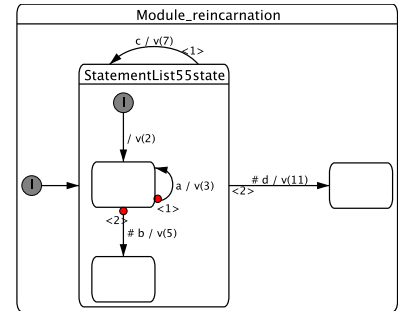 Module_reincarnation
c / v(7)
<1>
StatementList55state
I
/ v(2)
I
a / v(3)
<1>
<2>
# b / v(5)
# d / v(11)
<2>